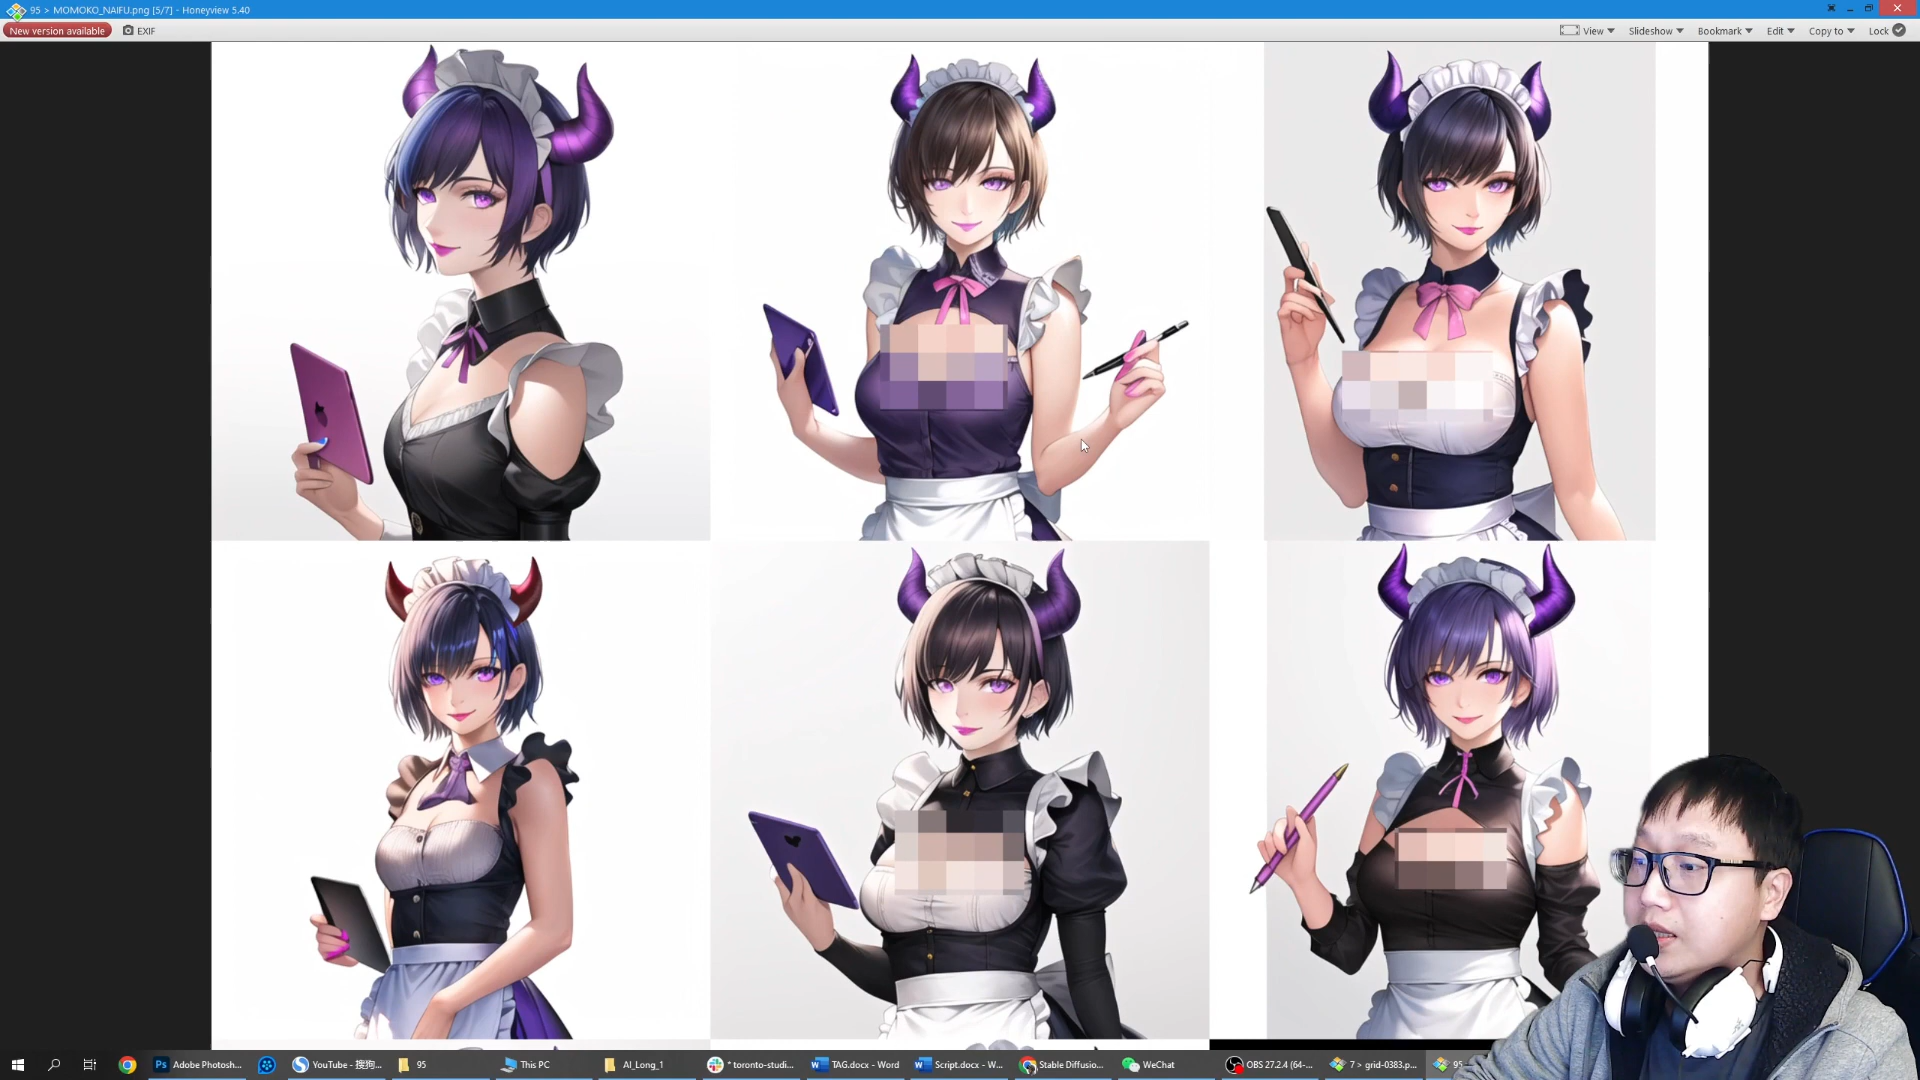 95 > MOMOKO_NAIFU.png [5/7] - Honeyview 5.40
New version available
EXIF
View
Slideshow
Bookmark
Edit
Copy to
Lock
Adobe Photosh...
YouTube - 搜狗...
95
This PC
AI_Long_1
* toronto-studi...
TAG.docx - Word
Script.docx - W...
Stable Diffusio...
WeChat
OBS 27.2.4 (64-...
7 > grid-0383.p...
95